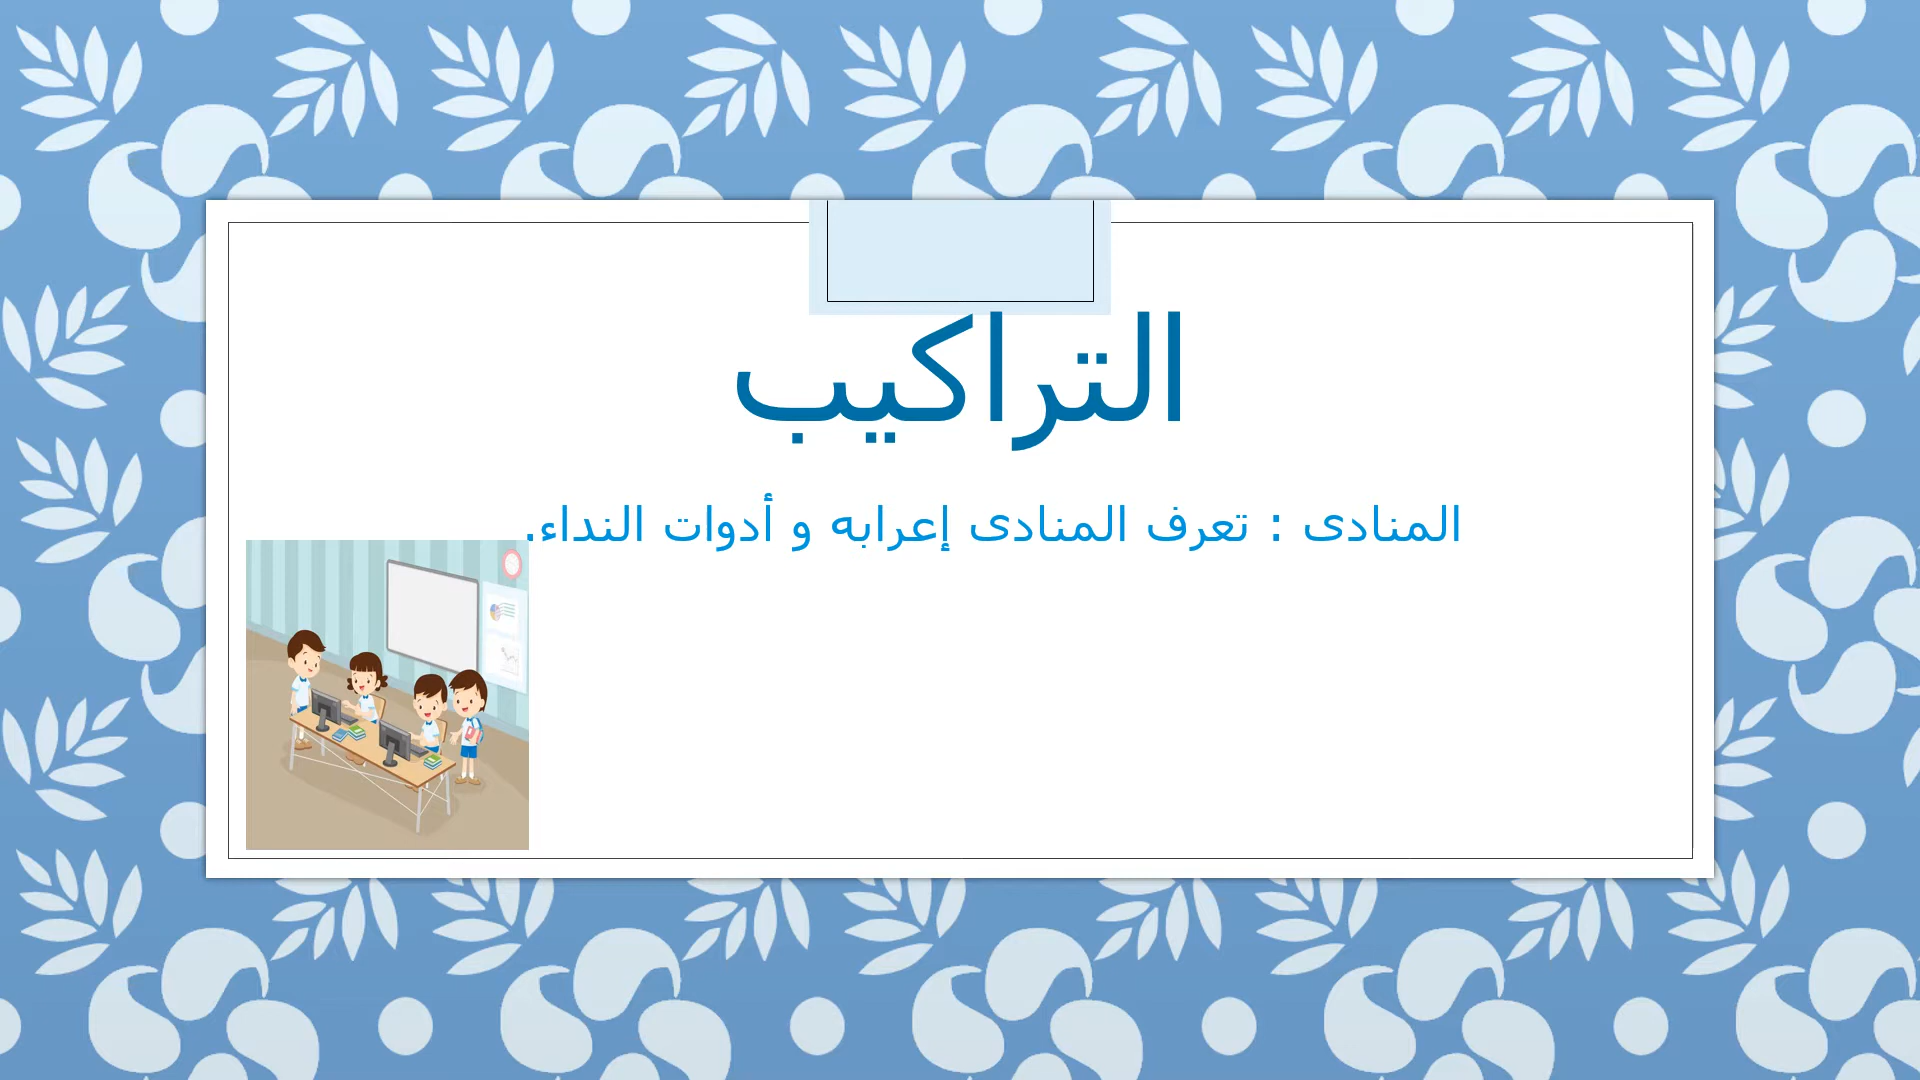 التراكيب
المنادى : تعرف المنادى إعرابه و أدوات النداء.